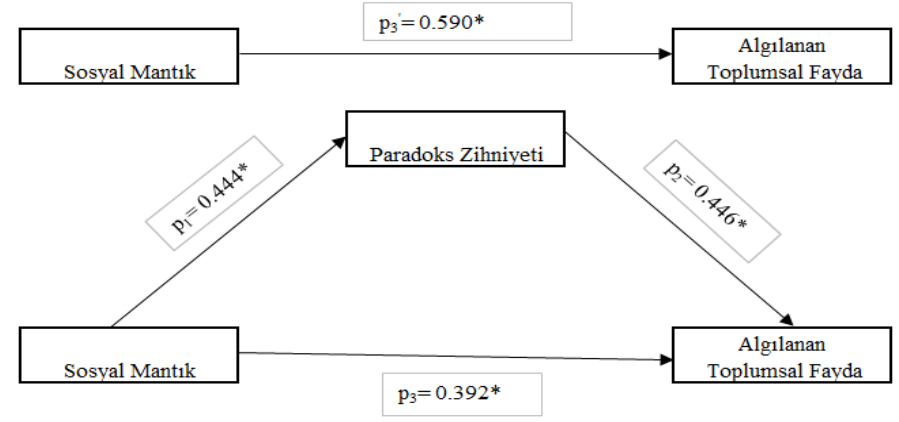 p₃'= 0.590*
Sosyal Mantık
Algılanan
Toplumsal Fayda
Paradoks Zihniyeti
p₁= 0.444*
p₂= 0.446*
Sosyal Mantık
Algılanan
Toplumsal Fayda
p₃= 0.392*